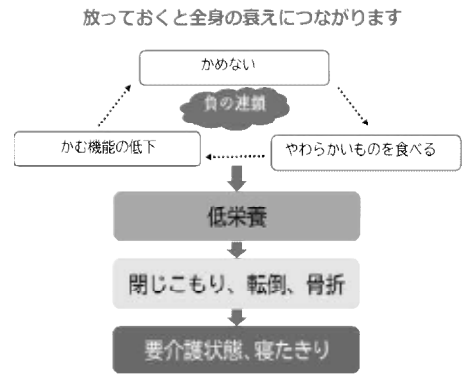 放っておくと全身の衰えにつながります
かめない
負の連鎖
かむ機能の低下
やわらかいものを食べる
低栄養
閉じこもり、転倒、骨折
要介護状態、寝たきり